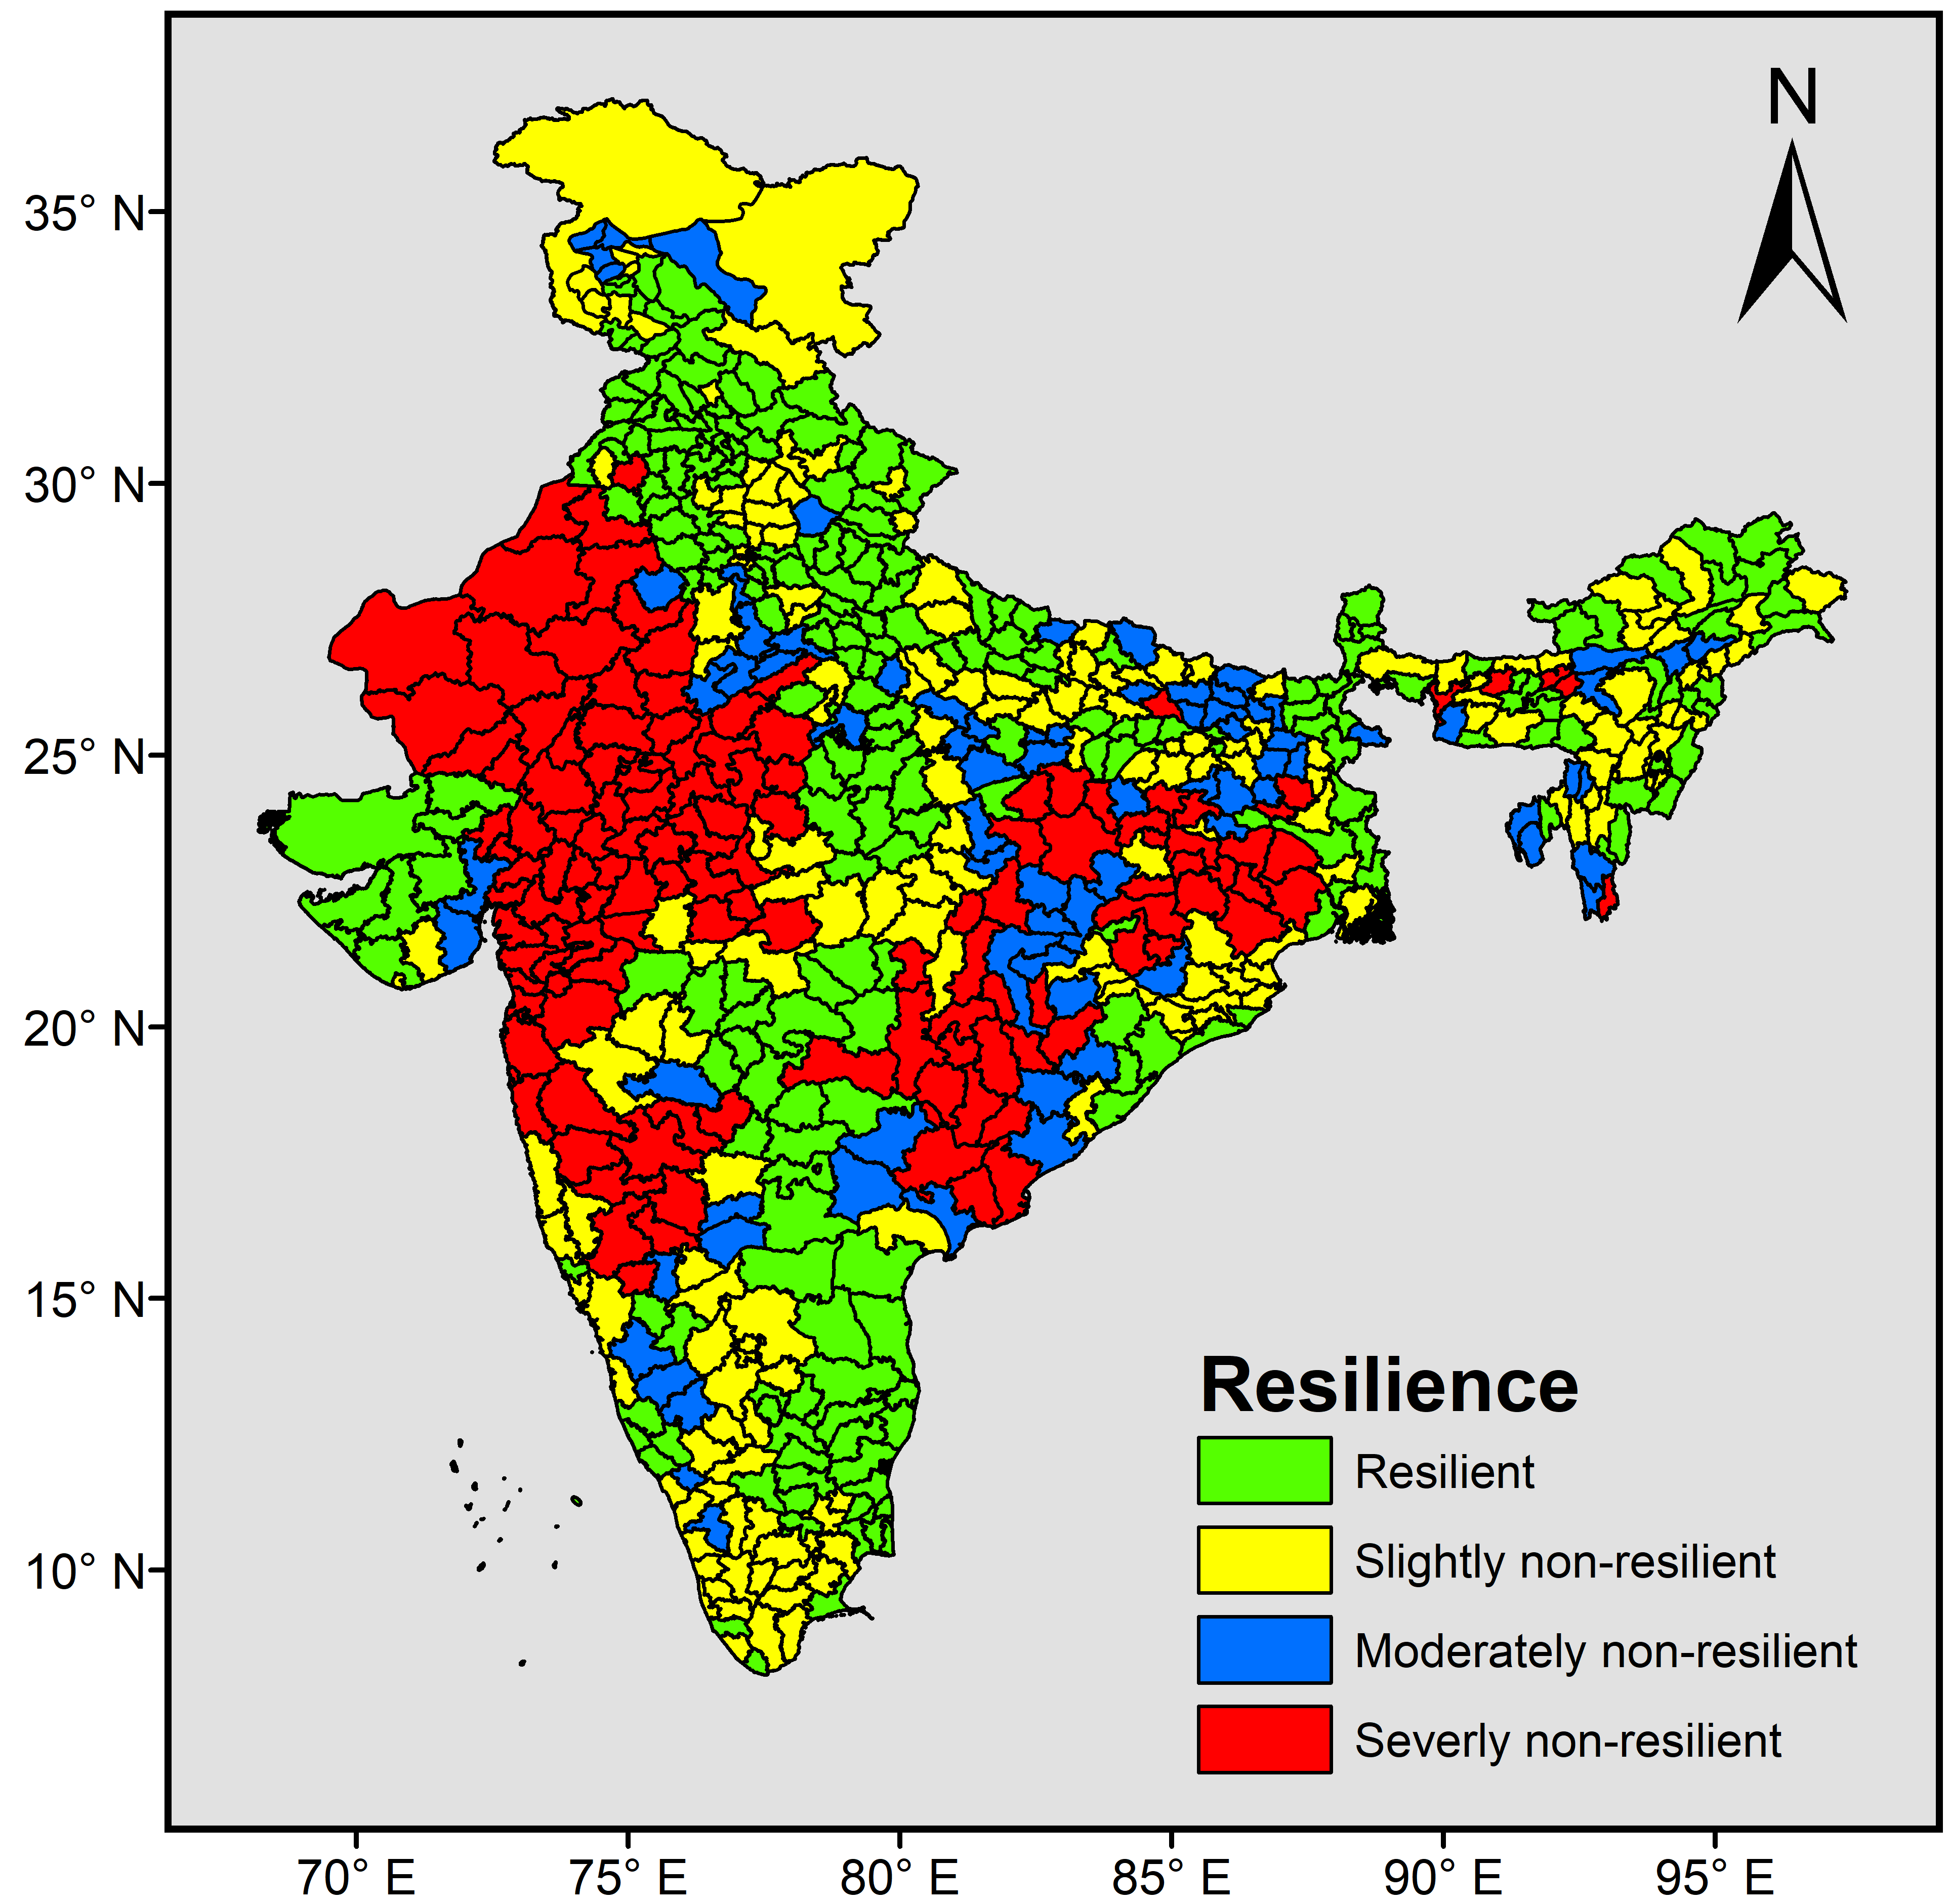 N
35° N
30° N
25° N
20° N
15° N
10° N
Resilience
Resilient
Slightly non-resilient
Moderately non-resilient
Severly non-resilient
70° E
75° E
80° E
85° E
90° E
95° E